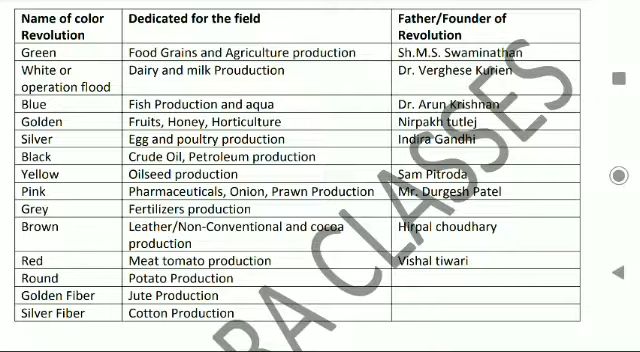 Name of color Dedicated for the field Father/Founder of
Revolution Revolution
Green Food Grains and Agriculture production Sh.M.S. Swaminathan
White or Dairy and milk Prouduction Dr. Verghese Kurien
operation flood
Blue Fish Production and aqua Dr. Arun Krishnan
Golden Fruits, Honey, Horticulture Nirpakh tutlej
Silver Egg and poultry production Indira Gandhi
Black Crude Oil, Petroleum production
Yellow Oilseed production Sam Pitroda
Pink Pharmaceuticals, Onion, Prawn Production Mr. Durgesh Patel
Grey Fertilizers production
Brown Leather/Non-Conventional and cocoa Hirpal choudhary
production
Red Meat tomato production Vishal tiwari
Round Potato Production
Golden Fiber Jute Production
Silver Fiber Cotton Production
RA CLASSES